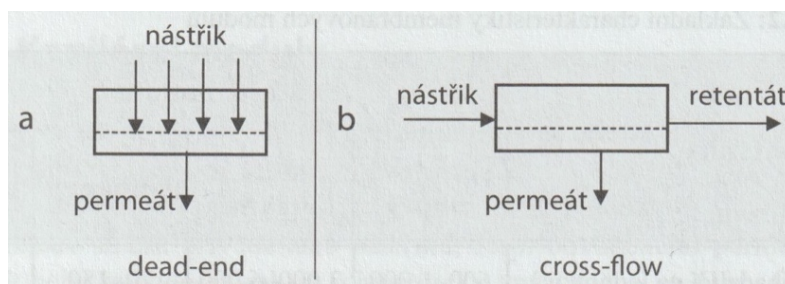 nástřik
a
permeát
dead-end
b
nástřik
retentát
permeát
cross-flow